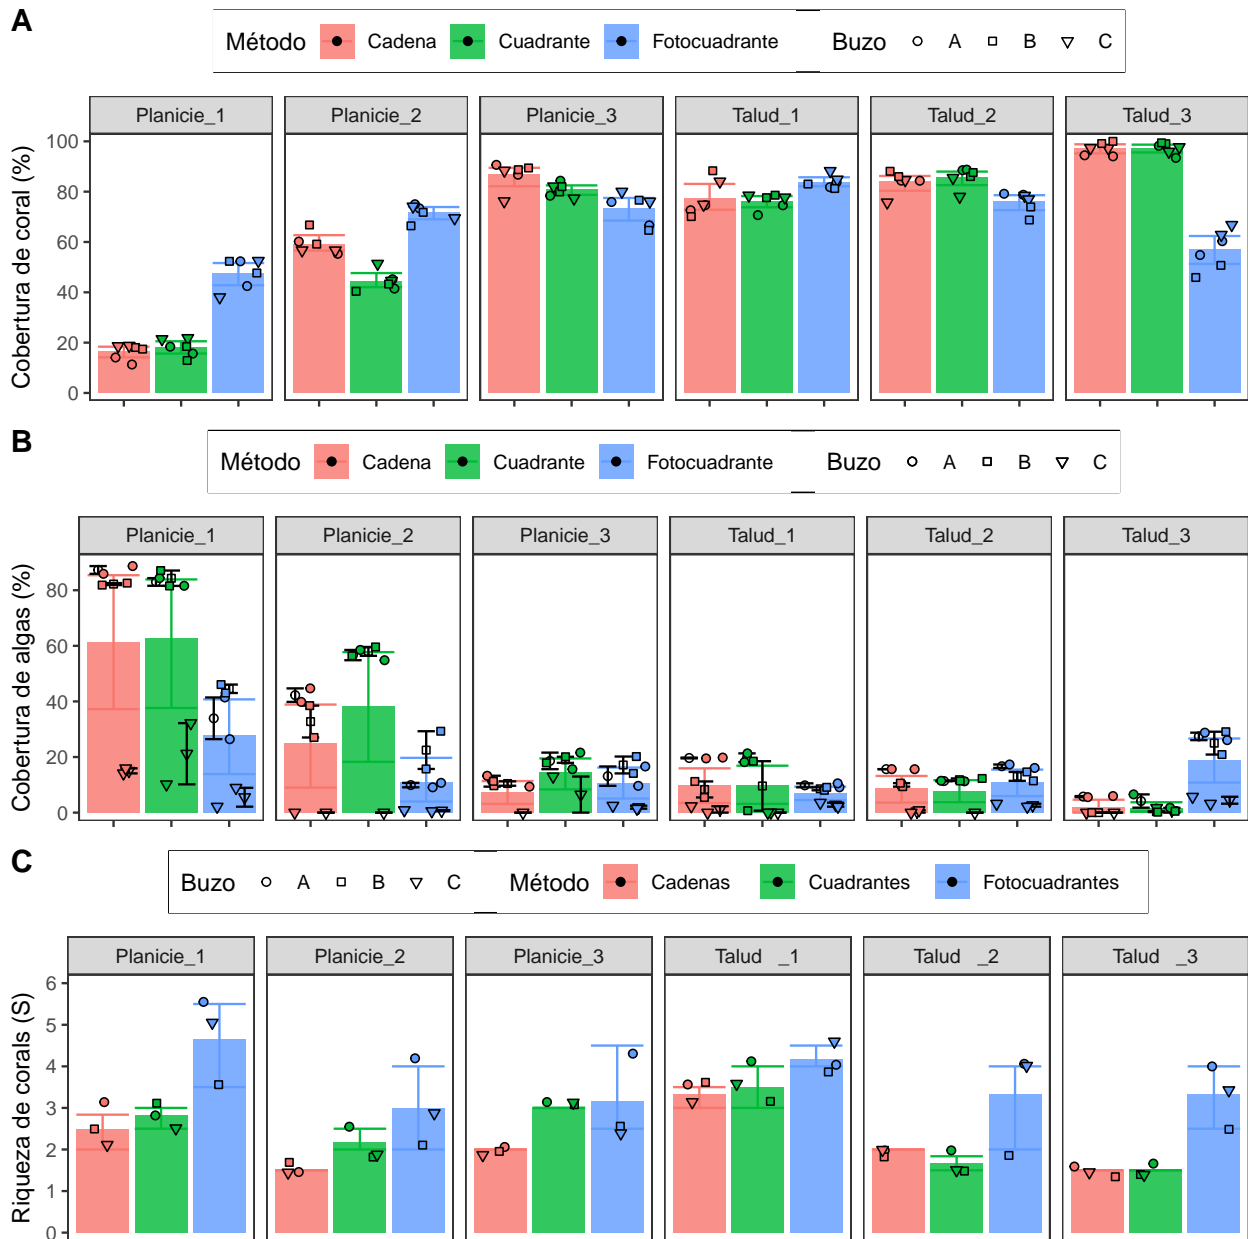 A
Método Cadena Cuadrante Fotocuadrante Buzo A B C
Planicie_1 Planicie_2 Planicie_3 Talud_1 Talud_2 Talud_3
Cobertura de coral (%)
100
80
60
40
20
0
B
Método Cadena Cuadrante Fotocuadrante Buzo A B C
Planicie_1 Planicie_2 Planicie_3 Talud_1 Talud_2 Talud_3
Cobertura de algas (%)
80
60
40
20
0
C
Buzo A B C Método Cadenas Cuadrantes Fotocuadrantes
Planicie_1 Planicie_2 Planicie_3 Talud _1 Talud _2 Talud _3
Riqueza de corals (S)
6
5
4
3
2
1
0